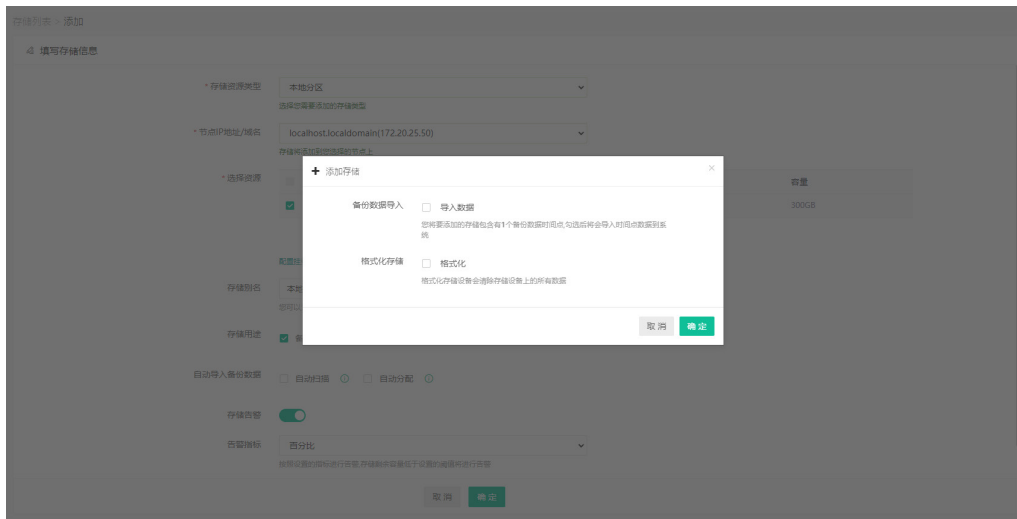 存储列表 > 添加
填写存储信息
* 存储资源类型
本地分区
选择您需要添加的存储类型
* 节点IP地址/域名
localhost.localdomain(172.20.25.50)
存储将添加到您选择的节点上
* 选择资源
容量
300GB
添加存储
×
备份数据导入
导入数据
您将要添加的存储包含有1个备份数据时间点,勾选后将会导入时间点数据到系
统
格式化存储
格式化
格式化存储设备会清除存储设备上的所有数据
取消
确定
存储别名
本地
您可以
存储用途
自动导入备份数据
自动扫描
自动分配
存储告警
告警指标
百分比
取消
确定